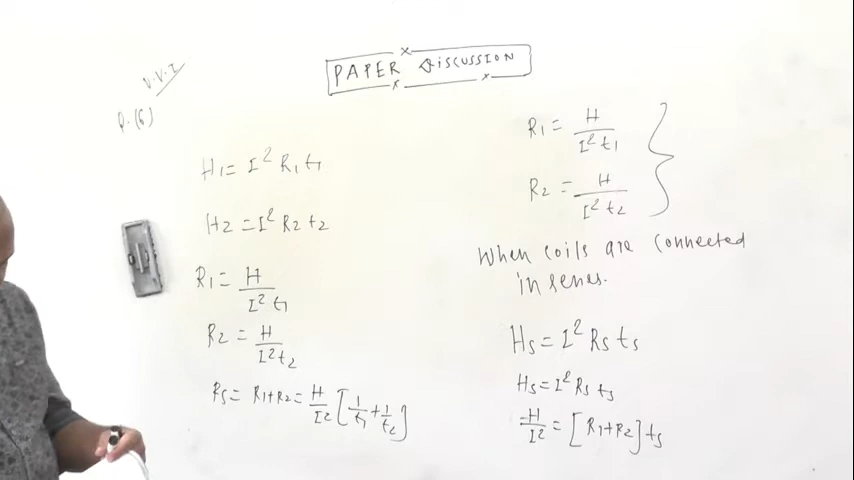 PAPER DISCUSSION
V.V.I
Q.(6)
H1 = I² R1 t1
H2 = I² R2 t2
R1 = H / I² t1
R2 = H / I² t2
Rs = R1+R2 = H / I² [1/t1 + 1/t2]
R1 = H / I² t1
R2 = H / I² t2
When coils are connected
in series.
Hs = I² Rs ts
Hs = I² Rs ts
H / I² = [R1+R2] ts